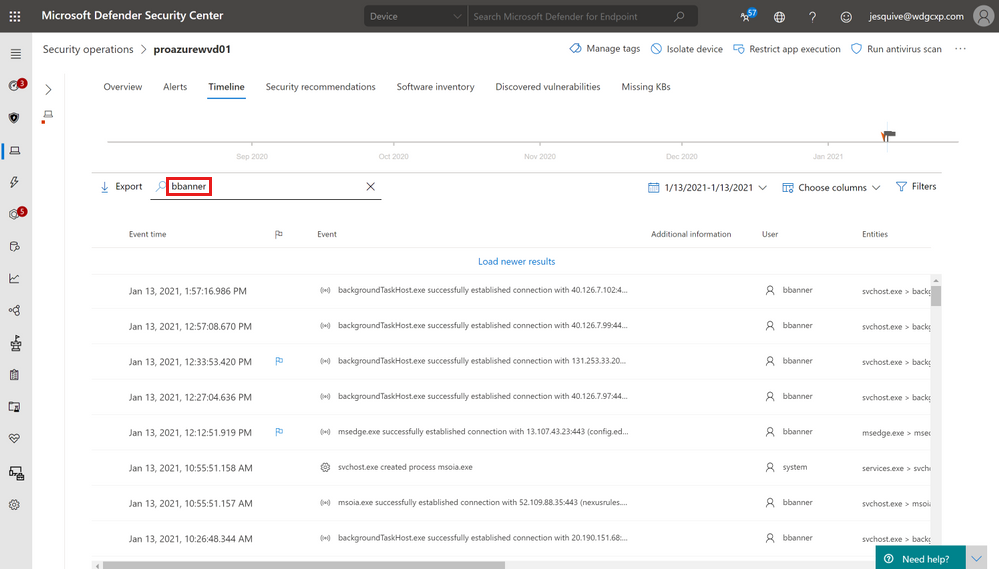 Microsoft Defender Security Center
Device
Search Microsoft Defender for Endpoint
57
jesquive@wdgcxp.com
Security operations > proazurewvd01
Manage tags
Isolate device
Restrict app execution
Run antivirus scan
...
3
5
Overview
Alerts
Timeline
Security recommendations
Software inventory
Discovered vulnerabilities
Missing KBs
Sep 2020
Oct 2020
Nov 2020
Dec 2020
Jan 2021
Export
bbanner
1/13/2021-1/13/2021
Choose columns
Filters
Event time
Event
Additional information
User
Entities
Load newer results
Jan 13, 2021, 1:57:16.986 PM backgroundTaskHost.exe successfully established connection with 40.126.7.102:4... bbanner svchost.exe > backg
Jan 13, 2021, 12:57:08.670 PM backgroundTaskHost.exe successfully established connection with 40.126.7.99:44... bbanner svchost.exe > backg
Jan 13, 2021, 12:33:53.420 PM backgroundTaskHost.exe successfully established connection with 131.253.33.20... bbanner svchost.exe > backg
Jan 13, 2021, 12:27:04.636 PM backgroundTaskHost.exe successfully established connection with 40.126.7.97:44... bbanner svchost.exe > backg
Jan 13, 2021, 12:12:51.919 PM msedge.exe successfully established connection with 13.107.43.23:443 (config.ed... bbanner msedge.exe > msed
Jan 13, 2021, 10:55:51.158 AM svchost.exe created process msoia.exe system services.exe > svch
Jan 13, 2021, 10:55:51.157 AM msoia.exe successfully established connection with 52.109.88.35:443 (nexusrules.... bbanner svchost.exe > msoi
Jan 13, 2021, 10:26:48.344 AM backgroundTaskHost.exe successfully established connection with 20.190.151.68:... bbanner svchost.exe > backg
Need help?